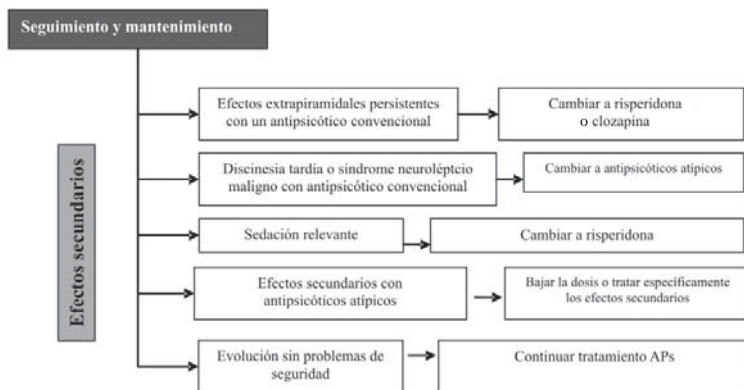 Seguimiento y mantenimiento
Efectos secundarios
Efectos extrapiramidales persistentes
con un antipsicótico convencional
Cambiar a risperidona
o clozapina
Discinesia tardía o síndrome neuroléptcio
maligno con antipsicótico convencional
Cambiar a antipsicóticos atípicos
Sedación relevante
Cambiar a risperidona
Efectos secundarios con
antipsicóticos atípicos
Bajar la dosis o tratar específicamente
los efectos secundarios
Evolución sin problemas de
seguridad
Continuar tratamiento APs